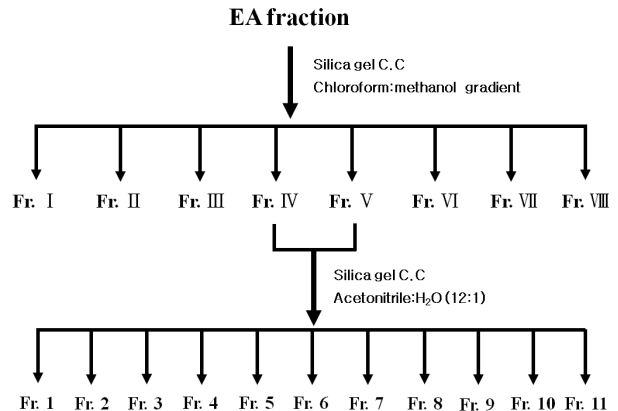 EA fraction
Silica gel C.C
Chloroform:methanol gradient
Fr. Ⅰ Fr. Ⅱ Fr. Ⅲ Fr. Ⅳ Fr. Ⅴ Fr. Ⅵ Fr. Ⅶ Fr. Ⅷ
Silica gel C.C
Acetonitrile:H₂O (12:1)
Fr. 1 Fr. 2 Fr. 3 Fr. 4 Fr. 5 Fr. 6 Fr. 7 Fr. 8 Fr. 9 Fr. 10 Fr. 11